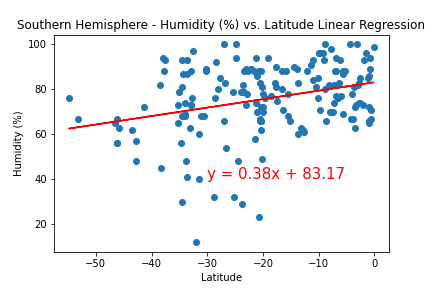 Southern Hemisphere - Humidity (%) vs. Latitude Linear Regression
100
80
60
40
20
Humidity (%)
y = 0.38x + 83.17
−50
−40
−30
−20
−10
0
Latitude